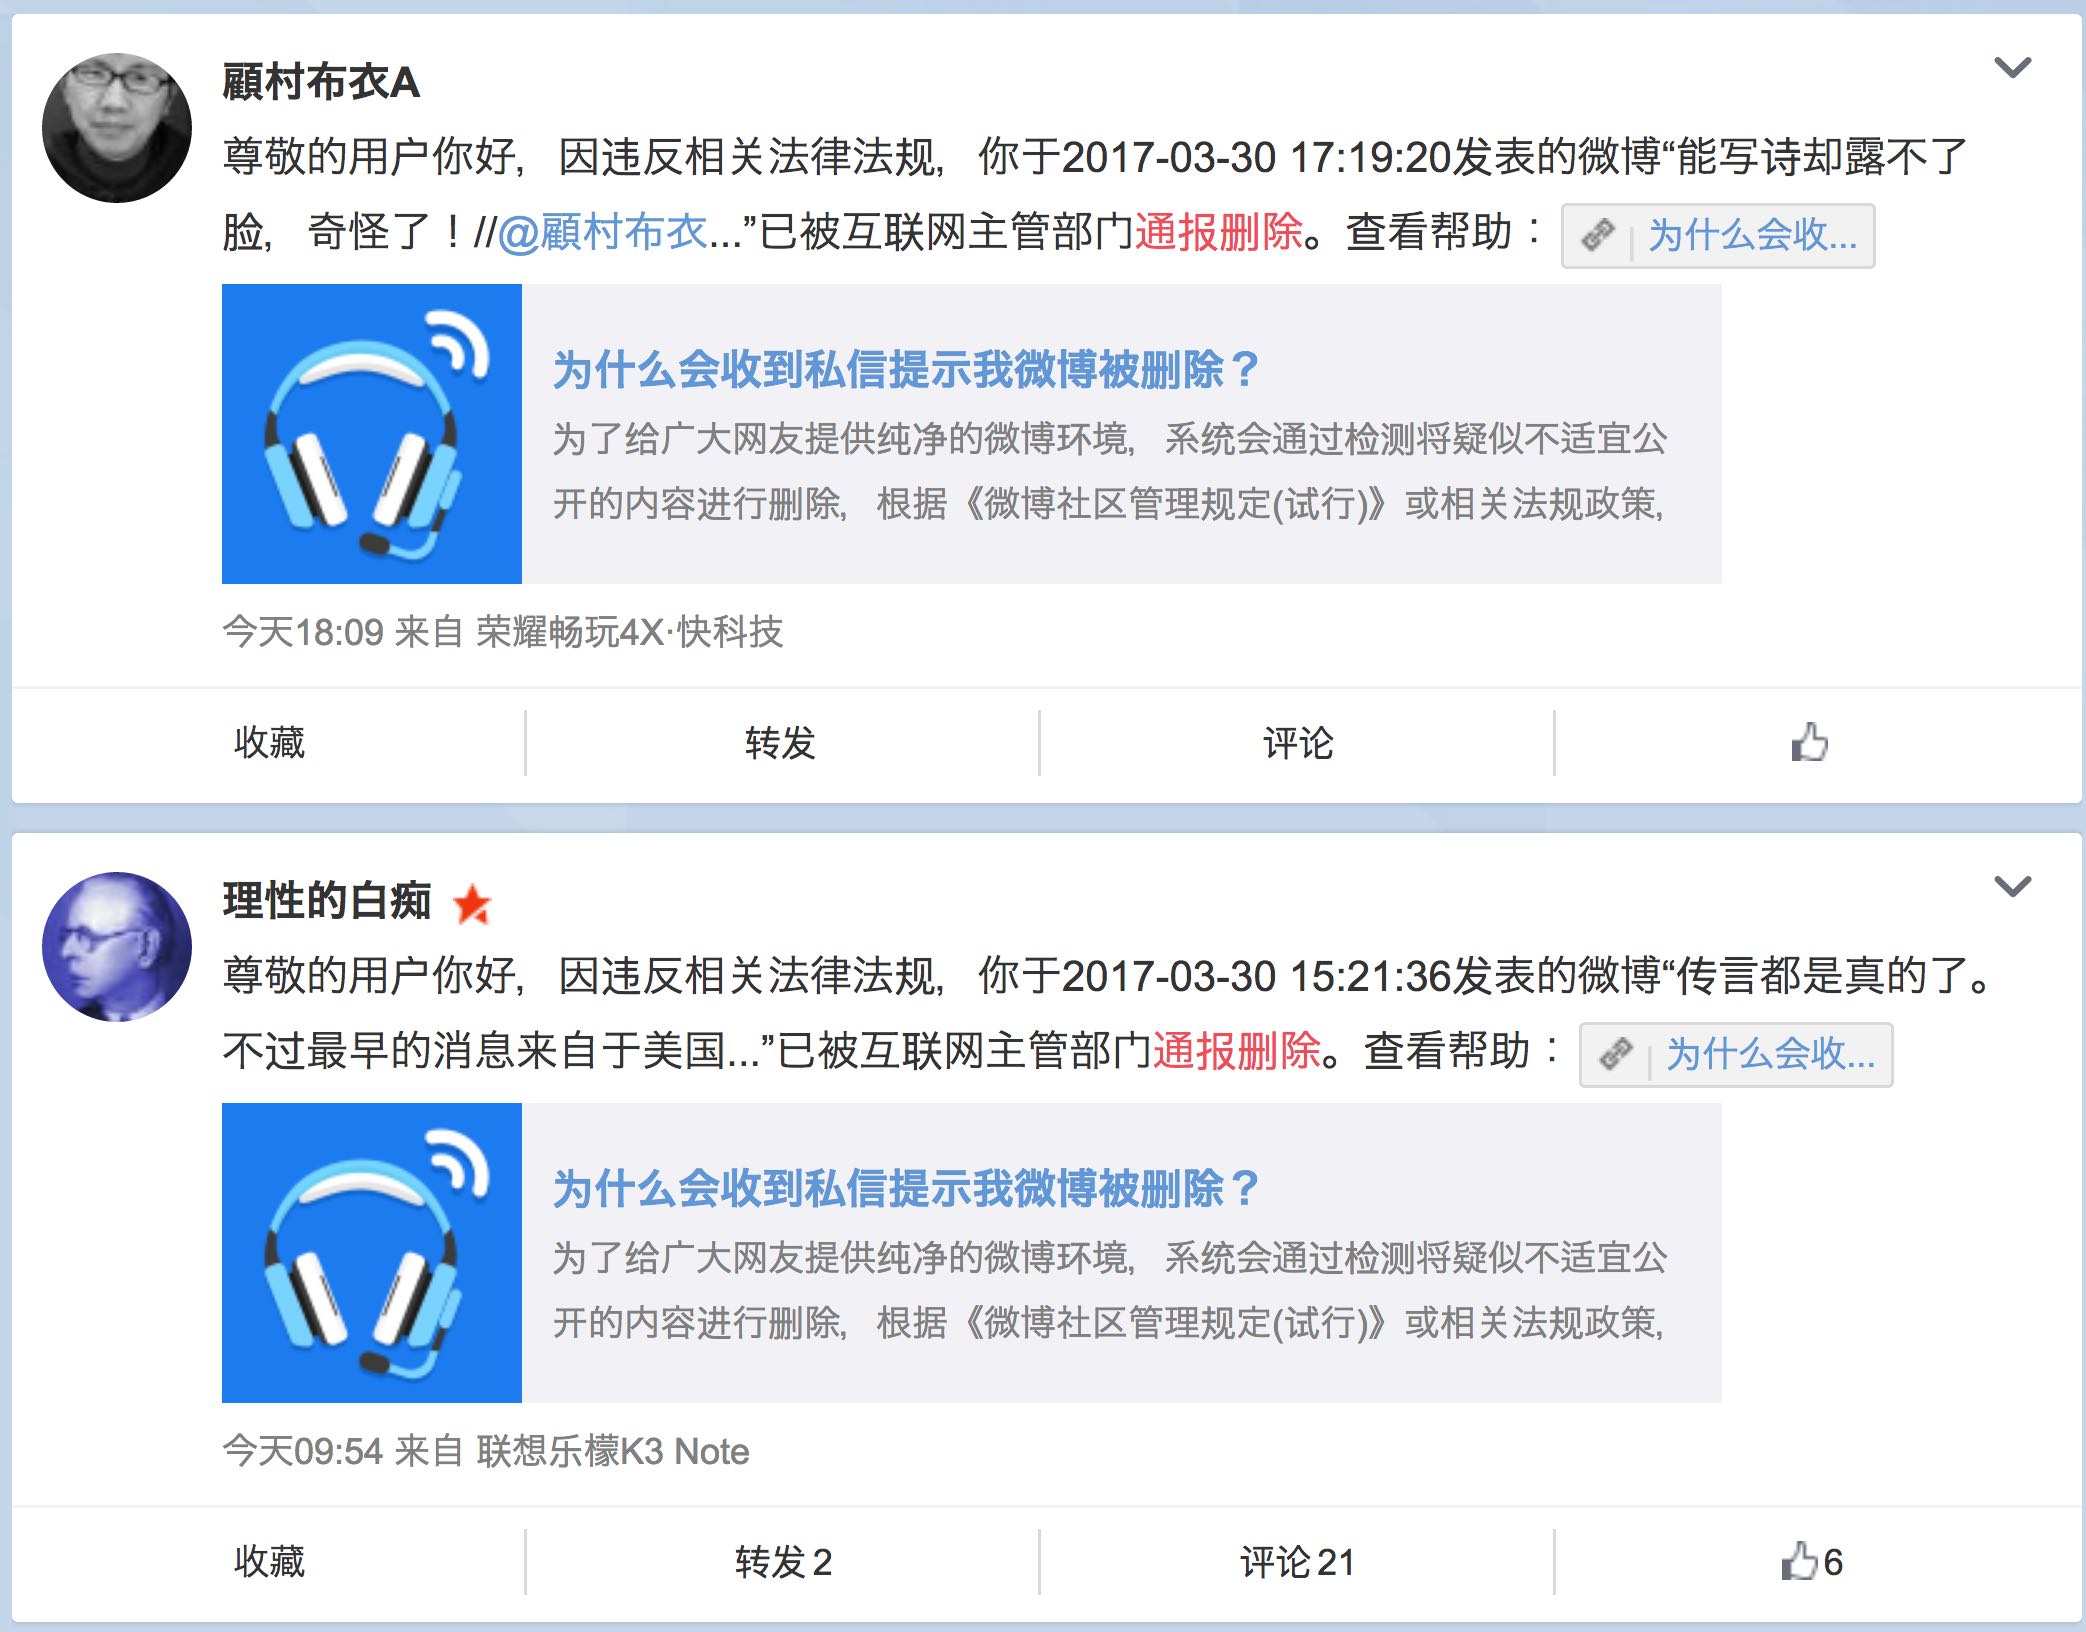 顧村布衣A
尊敬的用户你好，因违反相关法律法规，你于2017-03-30 17:19:20发表的微博“能写诗却露不了
脸，奇怪了！//@顧村布衣...”已被互联网主管部门通报删除。查看帮助： 为什么会收...
为什么会收到私信提示我微博被删除？
为了给广大网友提供纯净的微博环境，系统会通过检测将疑似不适宜公
开的内容进行删除，根据《微博社区管理规定(试行)》或相关法规政策，
今天18:09 来自 荣耀畅玩4X·快科技
收藏 转发 评论
理性的白痴
尊敬的用户你好，因违反相关法律法规，你于2017-03-30 15:21:36发表的微博“传言都是真的了。
不过最早的消息来自于美国...”已被互联网主管部门通报删除。查看帮助： 为什么会收...
为什么会收到私信提示我微博被删除？
为了给广大网友提供纯净的微博环境，系统会通过检测将疑似不适宜公
开的内容进行删除，根据《微博社区管理规定(试行)》或相关法规政策，
今天09:54 来自 联想乐檬K3 Note
收藏 转发 2 评论 21 6